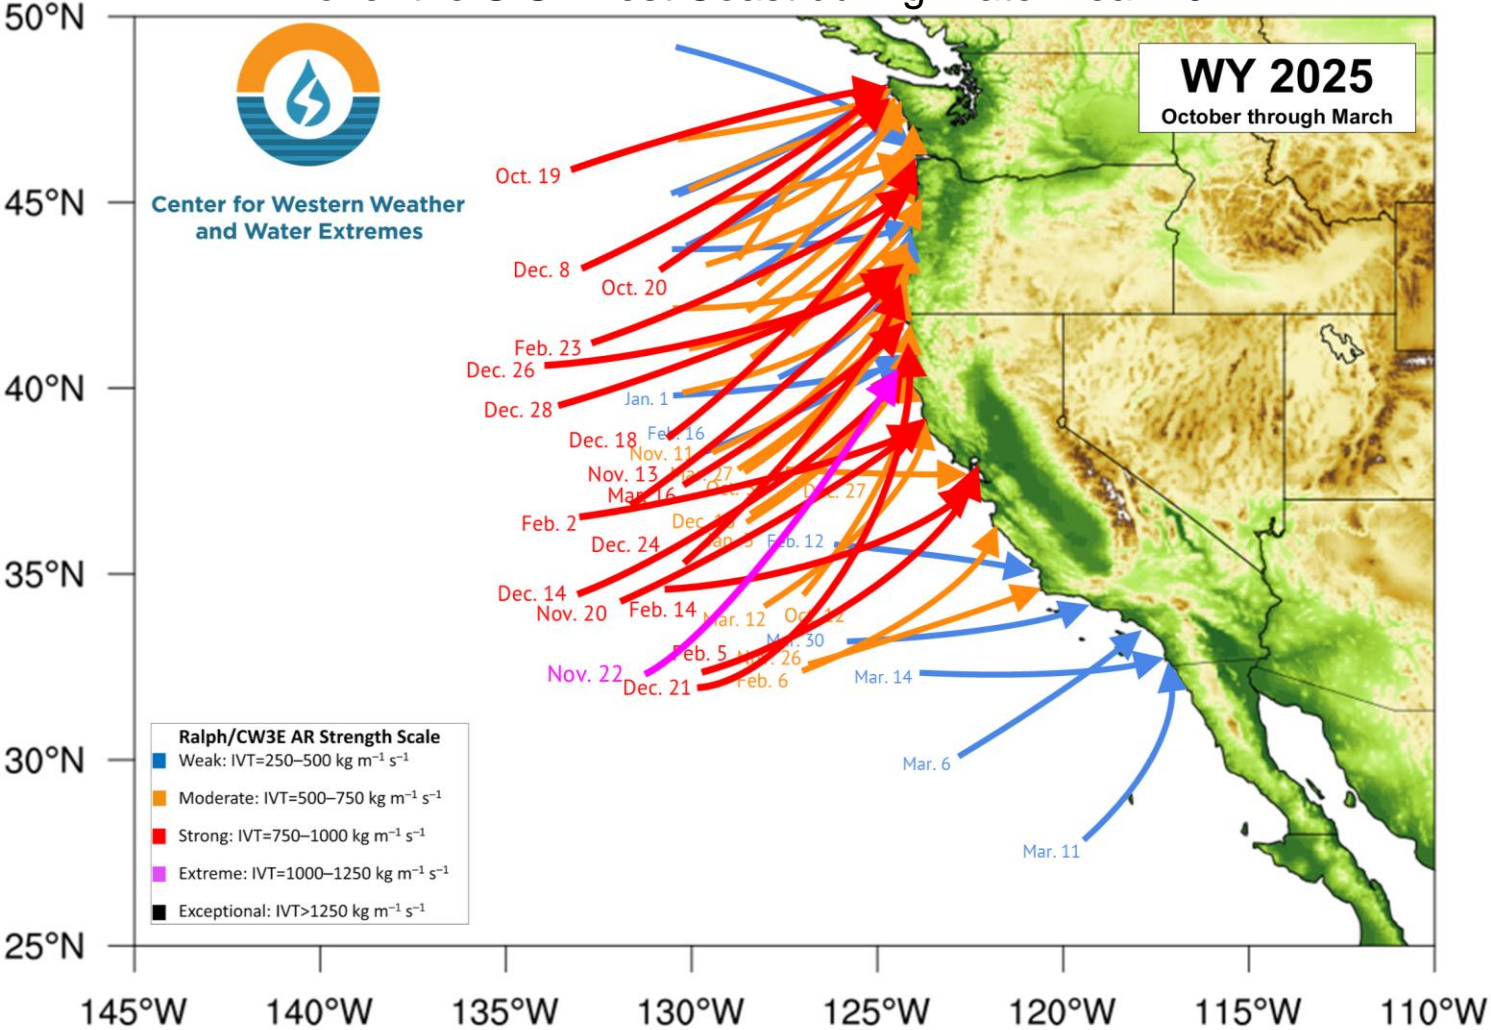 50°N
45°N
40°N
35°N
30°N
25°N
Center for Western Weather
and Water Extremes
WY 2025
October through March
Oct. 19
Dec. 8
Oct. 20
Feb. 23
Dec. 26
Jan. 1
Dec. 28
Feb. 16
Dec. 18
Nov. 11
Nov. 13
Mar. 16
Dec. 27
Feb. 2
Dec. 24
Feb. 12
Dec. 14
Nov. 20
Feb. 14
Mar. 12
Oct. 12
Mar. 30
Feb. 5
Nov. 22
Dec. 21
Feb. 6
Mar. 14
Mar. 6
Mar. 11
Ralph/CW3E AR Strength Scale
Weak: IVT=250–500 kg m⁻¹ s⁻¹
Moderate: IVT=500–750 kg m⁻¹ s⁻¹
Strong: IVT=750–1000 kg m⁻¹ s⁻¹
Extreme: IVT=1000–1250 kg m⁻¹ s⁻¹
Exceptional: IVT>1250 kg m⁻¹ s⁻¹
145°W 140°W 135°W 130°W 125°W 120°W 115°W 110°W